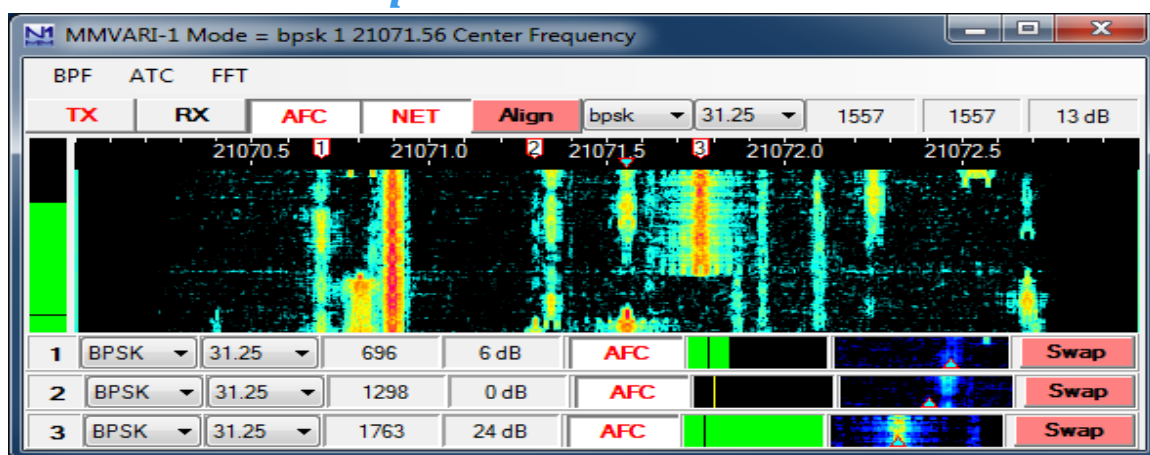 N1 MMVARI-1 Mode = bpsk 1 21071.56 Center Frequency
BPF ATC FFT
TX RX AFC NET Align bpsk 31.25 1557 1557 13 dB
21070.5 1 21071.0 2 21071.5 3 21072.0 21072.5
1 BPSK 31.25 696 6 dB AFC Swap
2 BPSK 31.25 1298 0 dB AFC Swap
3 BPSK 31.25 1763 24 dB AFC Swap